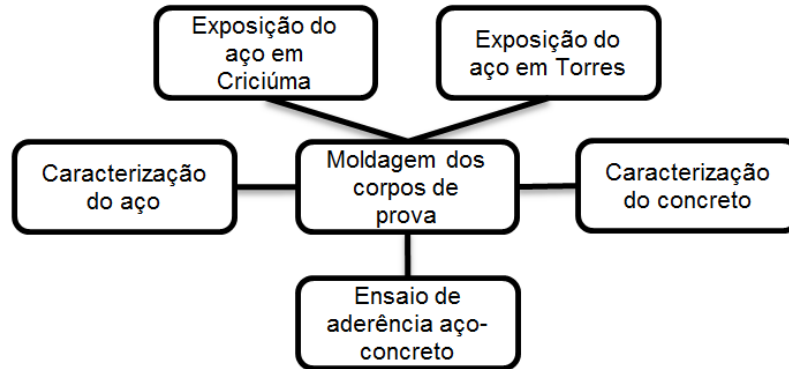 Exposição do
aço em
Criciúma
Exposição do
aço em Torres
Caracterização
do aço
Moldagem dos
corpos de
prova
Caracterização
do concreto
Ensaio de
aderência aço-
concreto